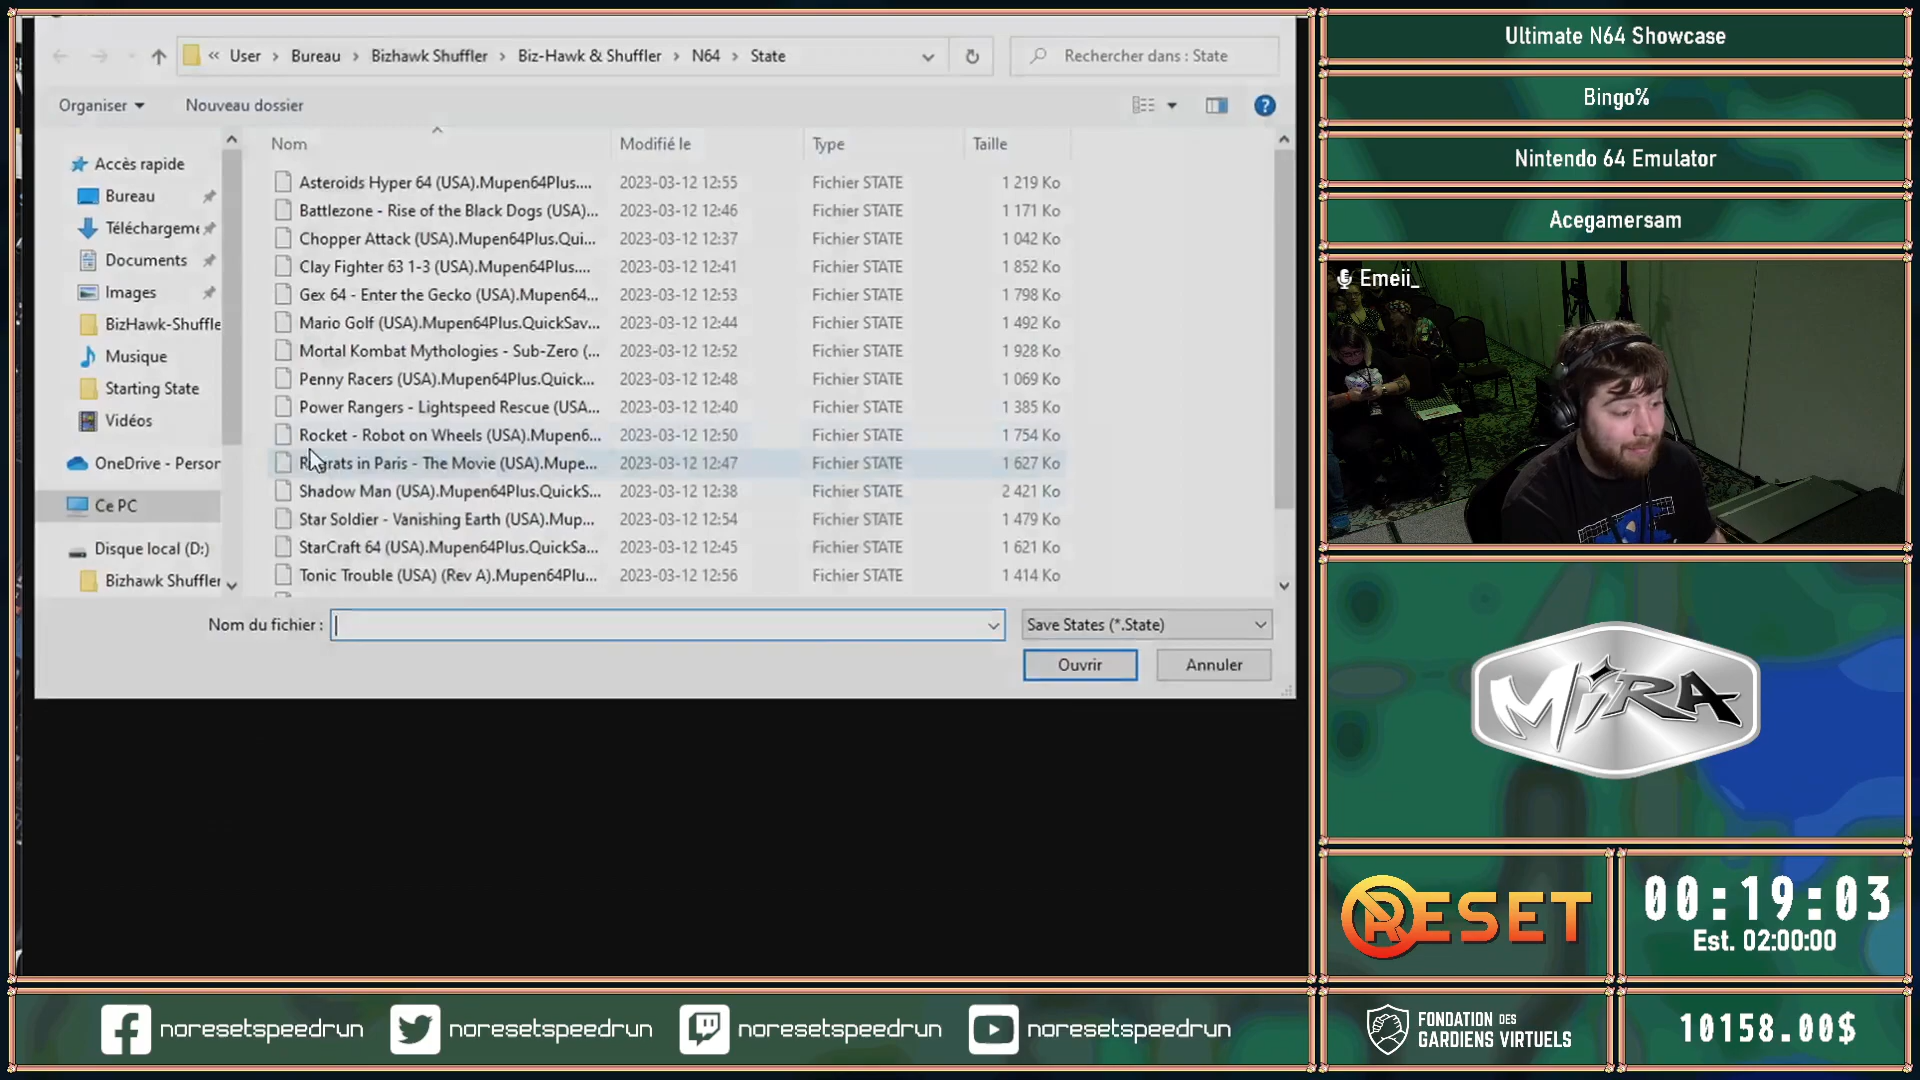 « User › Bureau › Bizhawk Shuffler › Biz-Hawk & Shuffler › N64 › State
Rechercher dans : State
Organiser
Nouveau dossier
Nom Modifié le Type Taille
Accès rapide
Bureau
Téléchargeme
Documents
Images
BizHawk-Shuffle
Musique
Starting State
Vidéos
OneDrive - Person
Ce PC
Disque local (D:)
Bizhawk Shuffler
Asteroids Hyper 64 (USA).Mupen64Plus.... 2023-03-12 12:55 Fichier STATE 1 219 Ko
Battlezone - Rise of the Black Dogs (USA)... 2023-03-12 12:46 Fichier STATE 1 171 Ko
Chopper Attack (USA).Mupen64Plus.Qui... 2023-03-12 12:37 Fichier STATE 1 042 Ko
Clay Fighter 63 1-3 (USA).Mupen64Plus.... 2023-03-12 12:41 Fichier STATE 1 852 Ko
Gex 64 - Enter the Gecko (USA).Mupen64... 2023-03-12 12:53 Fichier STATE 1 798 Ko
Mario Golf (USA).Mupen64Plus.QuickSav... 2023-03-12 12:44 Fichier STATE 1 492 Ko
Mortal Kombat Mythologies - Sub-Zero (... 2023-03-12 12:52 Fichier STATE 1 928 Ko
Penny Racers (USA).Mupen64Plus.Quick... 2023-03-12 12:48 Fichier STATE 1 069 Ko
Power Rangers - Lightspeed Rescue (USA... 2023-03-12 12:40 Fichier STATE 1 385 Ko
Rocket - Robot on Wheels (USA).Mupen6... 2023-03-12 12:50 Fichier STATE 1 754 Ko
Rugrats in Paris - The Movie (USA).Mupe... 2023-03-12 12:47 Fichier STATE 1 627 Ko
Shadow Man (USA).Mupen64Plus.QuickS... 2023-03-12 12:38 Fichier STATE 2 421 Ko
Star Soldier - Vanishing Earth (USA).Mup... 2023-03-12 12:54 Fichier STATE 1 479 Ko
StarCraft 64 (USA).Mupen64Plus.QuickSa... 2023-03-12 12:45 Fichier STATE 1 621 Ko
Tonic Trouble (USA) (Rev A).Mupen64Plu... 2023-03-12 12:56 Fichier STATE 1 414 Ko
Nom du fichier :
Save States (*.State)
Ouvrir
Annuler
Ultimate N64 Showcase
Bingo%
Nintendo 64 Emulator
Acegamersam
Emeii_
MiRA
RESET
00:19:03
Est. 02:00:00
noresetspeedrun
noresetspeedrun
noresetspeedrun
noresetspeedrun
FONDATION DES
GARDIENS VIRTUELS
10158.00$